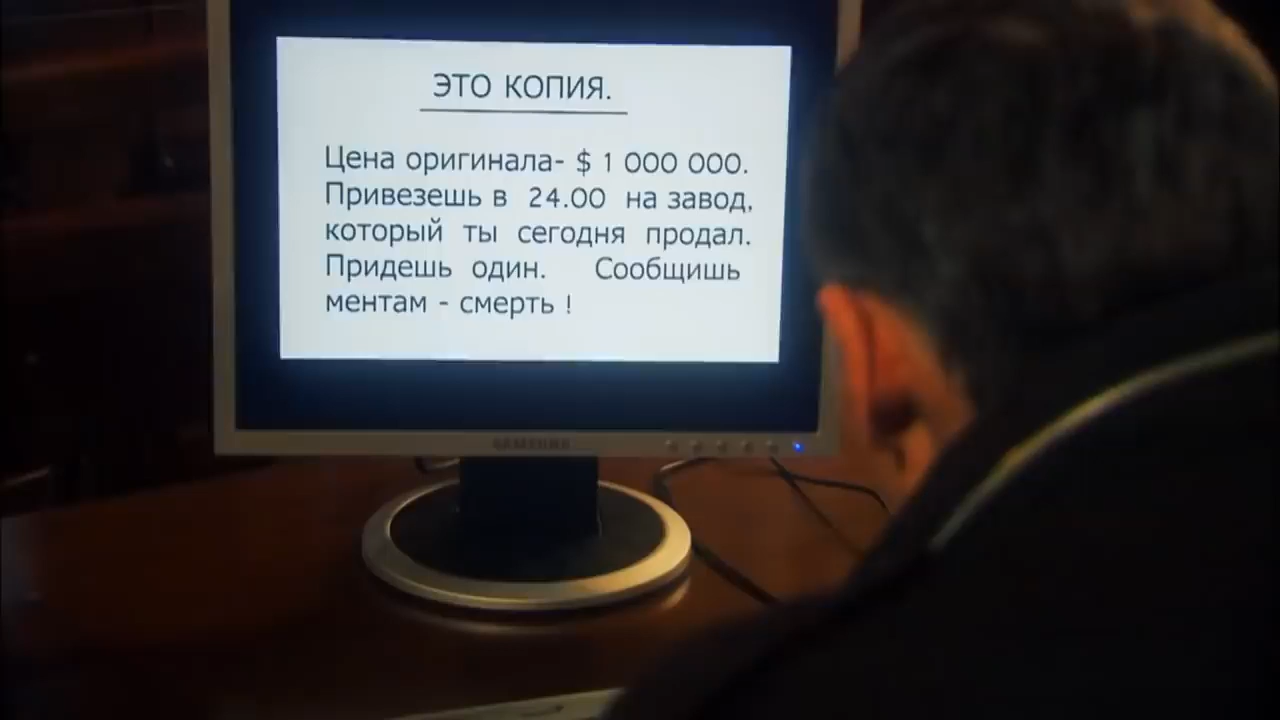 ЭТО КОПИЯ.
Цена оригинала- $ 1 000 000.
Привезешь в 24.00 на завод,
который ты сегодня продал.
Придешь один. Сообщишь
ментам - смерть !
SAMSUNG